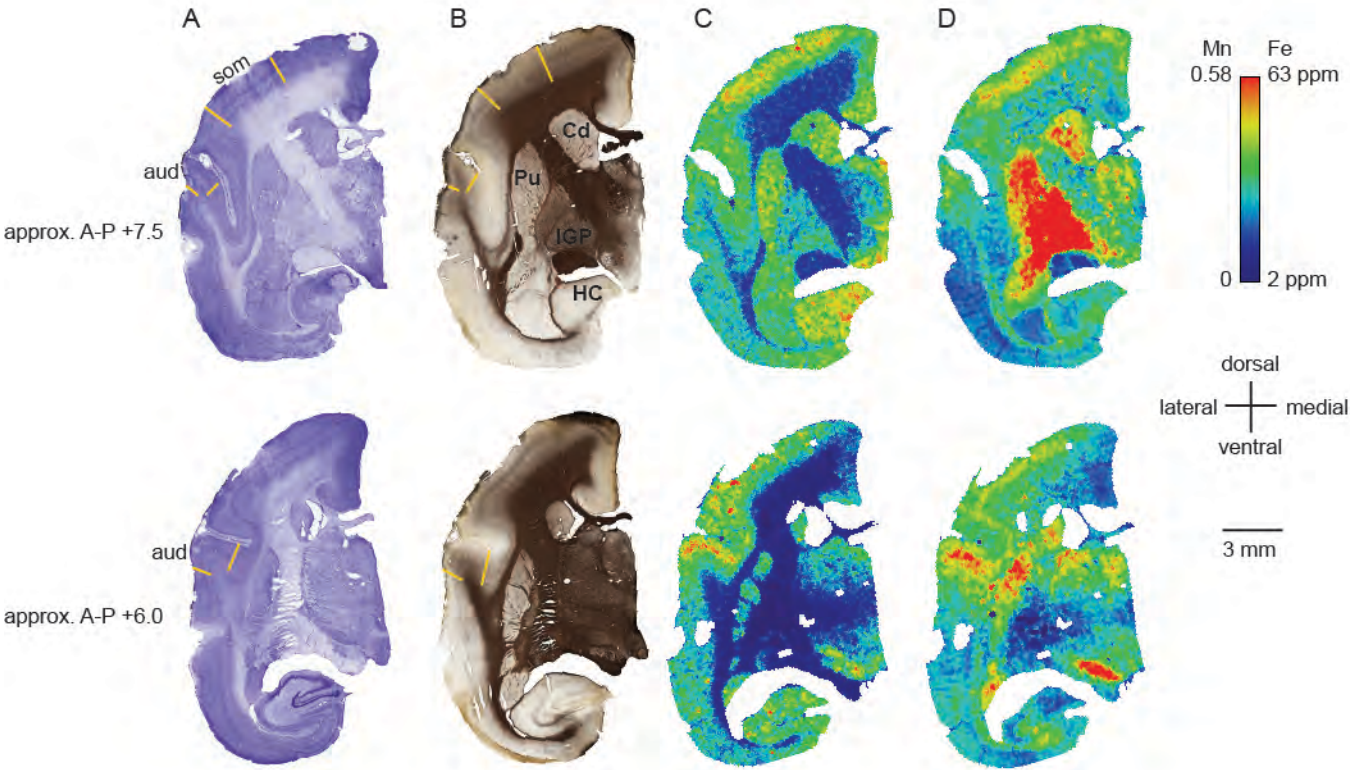 A
B
C
D
Mn Fe
0.58 63 ppm
0 2 ppm
som
aud
approx. A-P +7.5
Cd
Pu
IGP
HC
dorsal
lateral medial
ventral
3 mm
aud
approx. A-P +6.0